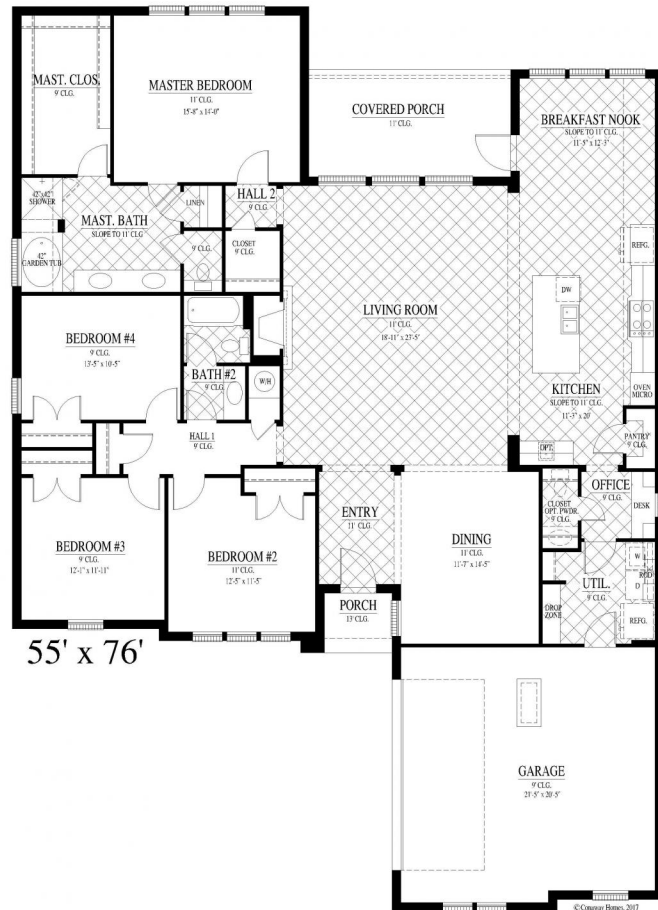 MAST. CLOS.
9' CLG.
MASTER BEDROOM
11' CLG.
15'-8" x 14'-0"
COVERED PORCH
11' CLG.
BREAKFAST NOOK
SLOPE TO 11' CLG.
11'-5" x 12'-3"
42"x42"
SHOWER
MAST. BATH
SLOPE TO 11' CLG
LINEN
HALL 2
9' CLG.
9' CLG.
CLOSET
9' CLG.
42"
GARDEN TUB
REFG.
DW
LIVING ROOM
11' CLG.
18'-11" x 27'-5"
BEDROOM #4
9' CLG.
13'-5" x 10'-5"
BATH #2
9' CLG.
W/H
KITCHEN
SLOPE TO 11' CLG.
11'-3" x 20'
OVEN
MICRO
HALL 1
9' CLG.
OPT.
PANTRY
9' CLG.
OFFICE
9' CLG.
DESK
CLOSET
OPT. PWDR.
9' CLG.
ENTRY
11' CLG.
DINING
11' CLG.
11'-7" x 14'-5"
BEDROOM #3
9' CLG.
12'-1" x 11'-11"
BEDROOM #2
11' CLG.
12'-5" x 11'-5"
W
ROD
D
UTIL.
9' CLG.
DROP
ZONE
REFG.
PORCH
13' CLG.
55' x 76'
GARAGE
9' CLG.
21'-5" x 20'-5"
© Conaway Homes, 2017